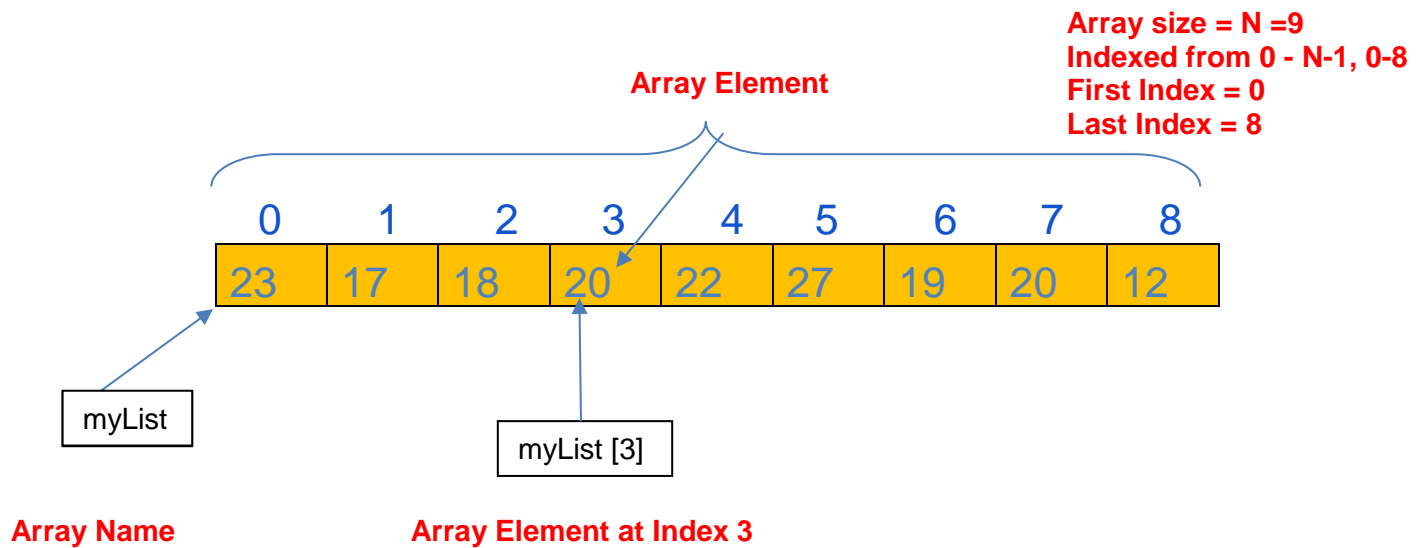 Array size = N =9
Indexed from 0 - N-1, 0-8
First Index = 0
Last Index = 8
Array Element
0 1 2 3 4 5 6 7 8
23 17 18 20 22 27 19 20 12
myList
myList [3]
Array Name
Array Element at Index 3